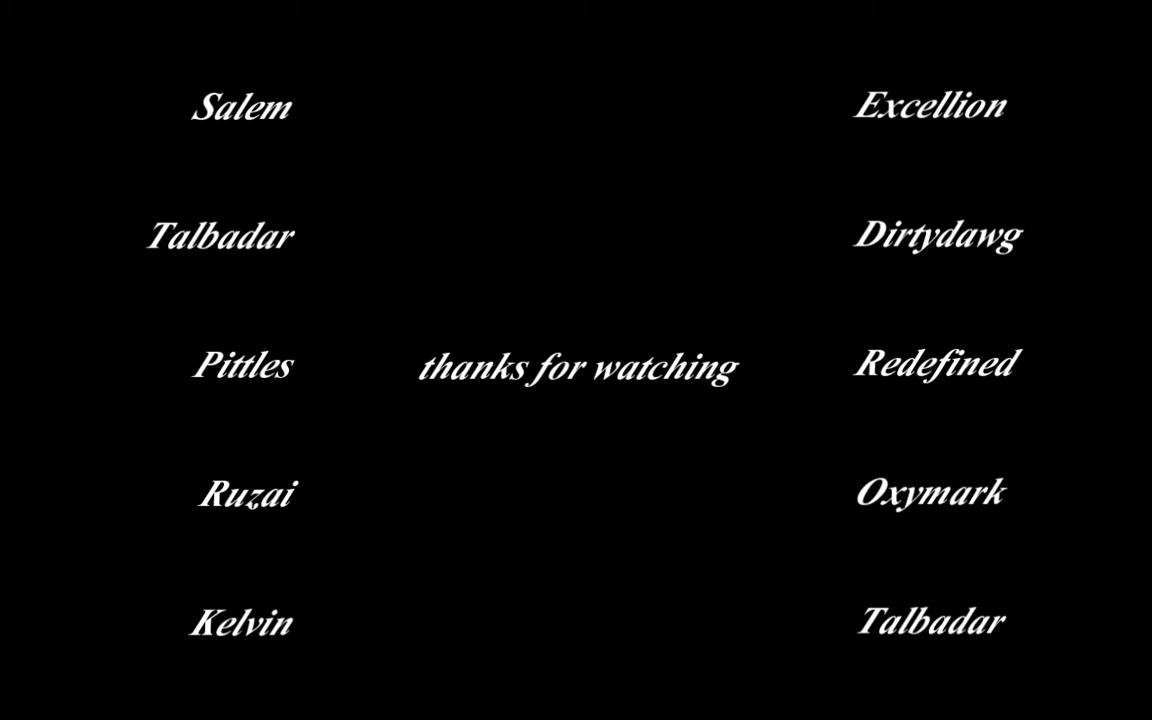 Salem
Excellion
Talbadar
Dirtydawg
Pittles
thanks for watching
Redefined
Ruzai
Oxymark
Kelvin
Talbadar